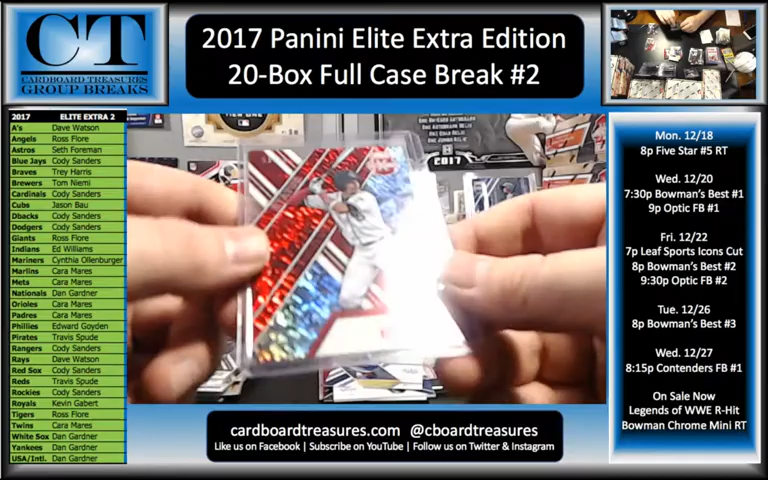 CT
CARDBOARD TREASURES
GROUP BREAKS
2017 Panini Elite Extra Edition
20-Box Full Case Break #2
2017 ELITE EXTRA 2
A's Dave Watson
Angels Ross Flore
Astros Seth Foreman
Blue Jays Cody Sanders
Braves Trey Harris
Brewers Tom Niemi
Cardinals Cody Sanders
Cubs Jason Bau
Dbacks Cody Sanders
Dodgers Cody Sanders
Giants Ross Flore
Indians Ed Williams
Mariners Cynthia Ollenburger
Marlins Cara Mares
Mets Cara Mares
Nationals Dan Gardner
Orioles Cara Mares
Padres Cara Mares
Phillies Edward Goyden
Pirates Travis Spude
Rangers Cody Sanders
Rays Dave Watson
Red Sox Cody Sanders
Reds Travis Spude
Rockies Cody Sanders
Royals Kevin Gabert
Tigers Ross Flore
Twins Cara Mares
White Sox Dan Gardner
Yankees Dan Gardner
USA/Intl. Dan Gardner
2017
Mon. 12/18
8p Five Star #5 RT
Wed. 12/20
7:30p Bowman's Best #1
9p Optic FB #1
Fri. 12/22
7p Leaf Sports Icons Cut
8p Bowman's Best #2
9:30p Optic FB #2
Tue. 12/26
8p Bowman's Best #3
Wed. 12/27
8:15p Contenders FB #1
On Sale Now
Legends of WWE R-Hit
Bowman Chrome Mini RT
cardboardtreasures.com @cboardtreasures
Like us on Facebook | Subscribe on YouTube | Follow us on Twitter & Instagram